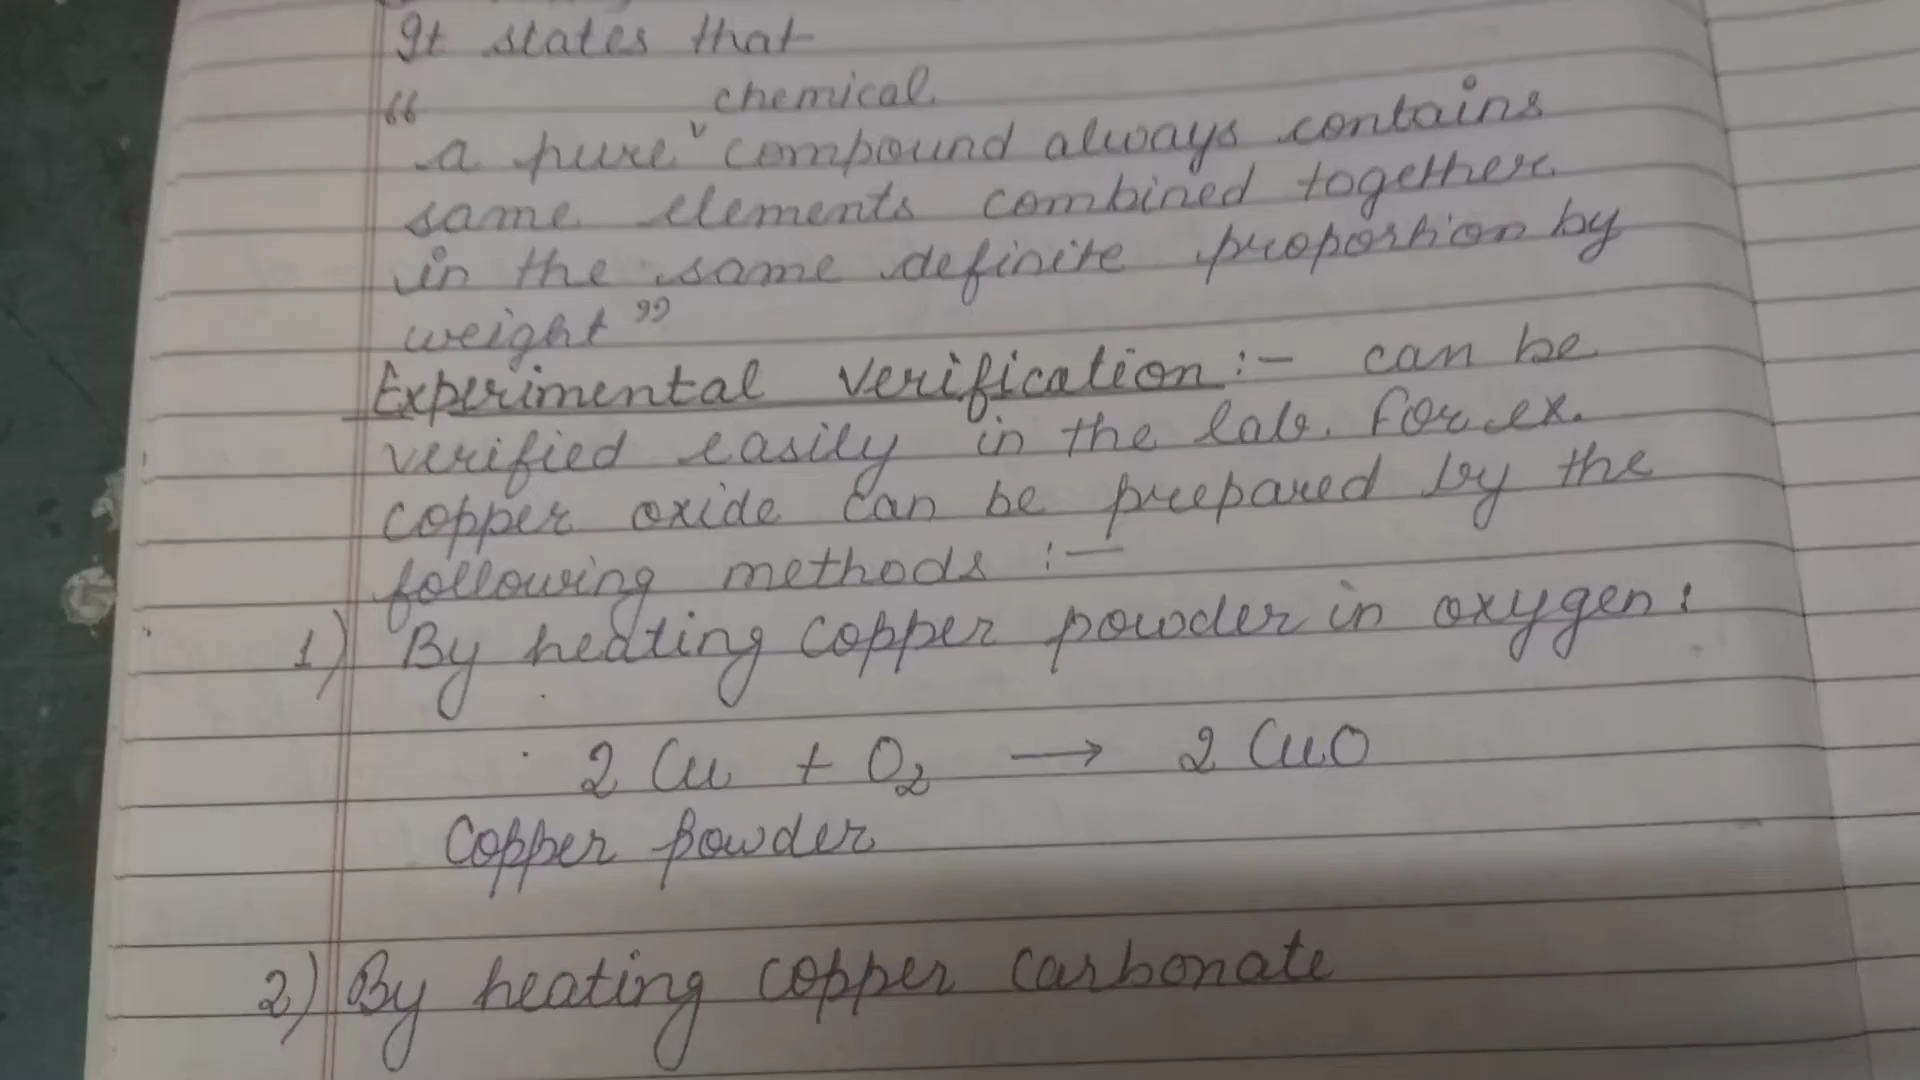 It states that
" chemical
a pure ˅ compound always contains
same elements combined together
in the same definite proportion by
weight "
Experimental verification :- can be
verified easily in the lab. For ex.
copper oxide can be prepared by the
following methods :-
1) By heating copper powder in oxygen :
2 Cu + O₂ → 2 CuO
Copper powder
2) By heating copper carbonate